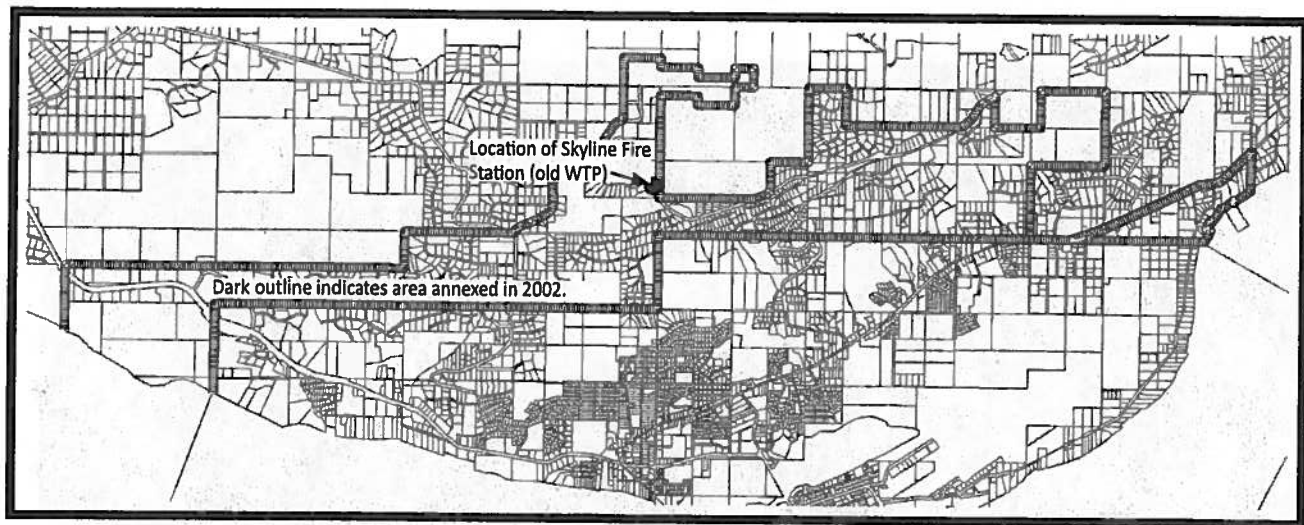 Location of Skyline Fire
Station (old WTP)
Dark outline indicates area annexed in 2002.